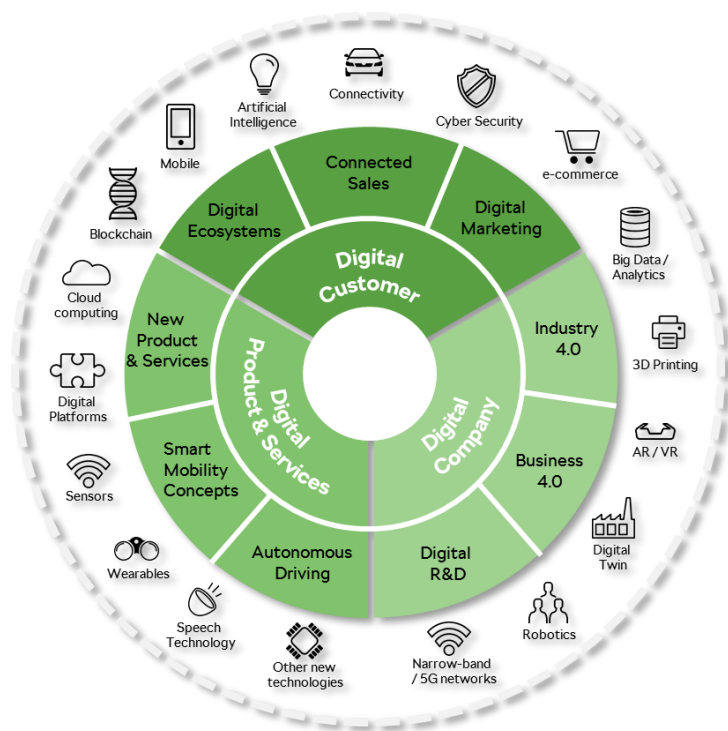 Connectivity
Artificial
Intelligence
Cyber Security
Mobile
e-commerce
Blockchain
Big Data /
Analytics
Cloud
computing
3D Printing
Digital
Platforms
AR / VR
Sensors
Digital
Twin
Wearables
Robotics
Speech
Technology
Other new
technologies
Narrow-band
/ 5G networks
Connected
Sales
Digital
Ecosystems
Digital
Marketing
New
Product
& Services
Industry
4.0
Smart
Mobility
Concepts
Business
4.0
Autonomous
Driving
Digital
R&D
Digital
Customer
Digital
Product & Services
Digital
Company